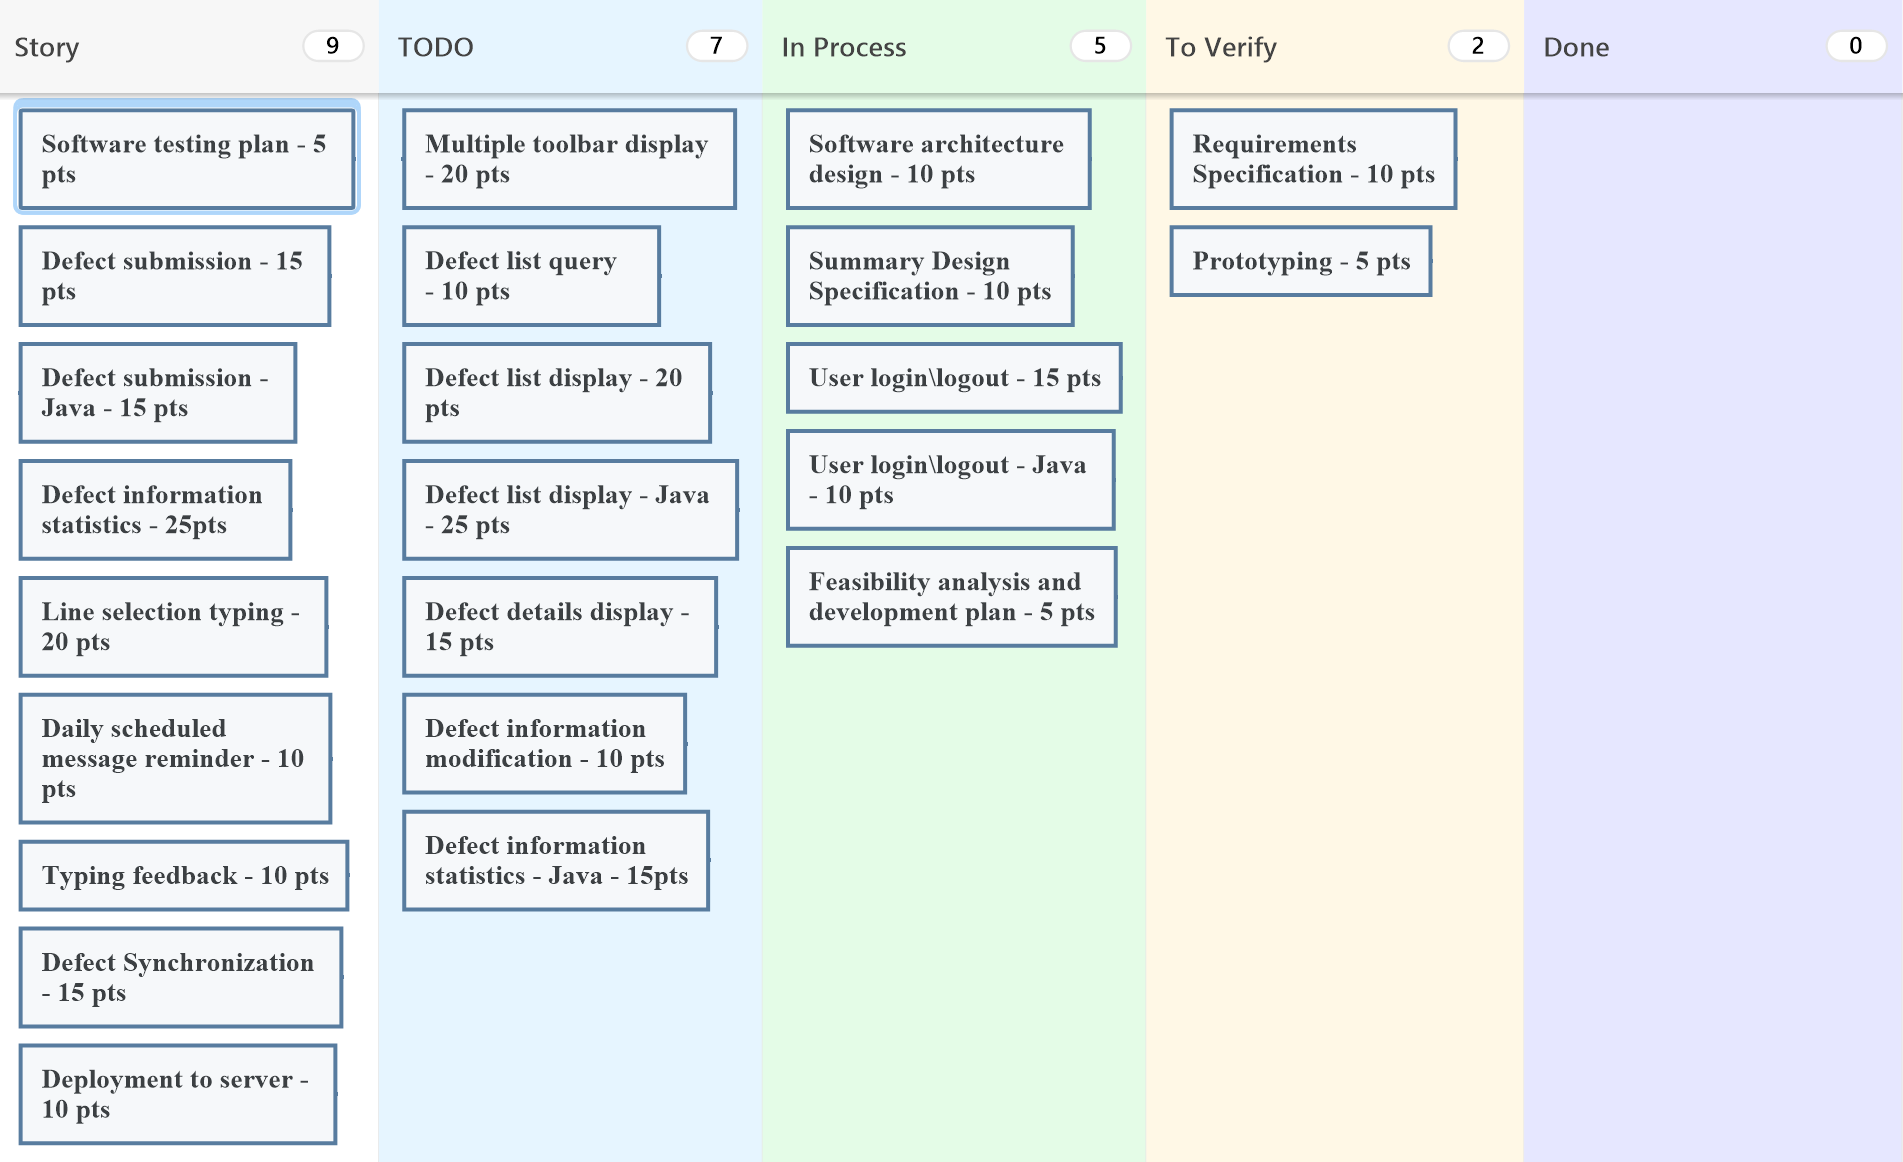 Story 9
Software testing plan - 5
pts
Defect submission - 15
pts
Defect submission -
Java - 15 pts
Defect information
statistics - 25pts
Line selection typing -
20 pts
Daily scheduled
message reminder - 10
pts
Typing feedback - 10 pts
Defect Synchronization
- 15 pts
Deployment to server -
10 pts
TODO 7
Multiple toolbar display
- 20 pts
Defect list query
- 10 pts
Defect list display - 20
pts
Defect list display - Java
- 25 pts
Defect details display -
15 pts
Defect information
modification - 10 pts
Defect information
statistics - Java - 15pts
In Process 5
Software architecture
design - 10 pts
Summary Design
Specification - 10 pts
User login\logout - 15 pts
User login\logout - Java
- 10 pts
Feasibility analysis and
development plan - 5 pts
To Verify 2
Requirements
Specification - 10 pts
Prototyping - 5 pts
Done 0